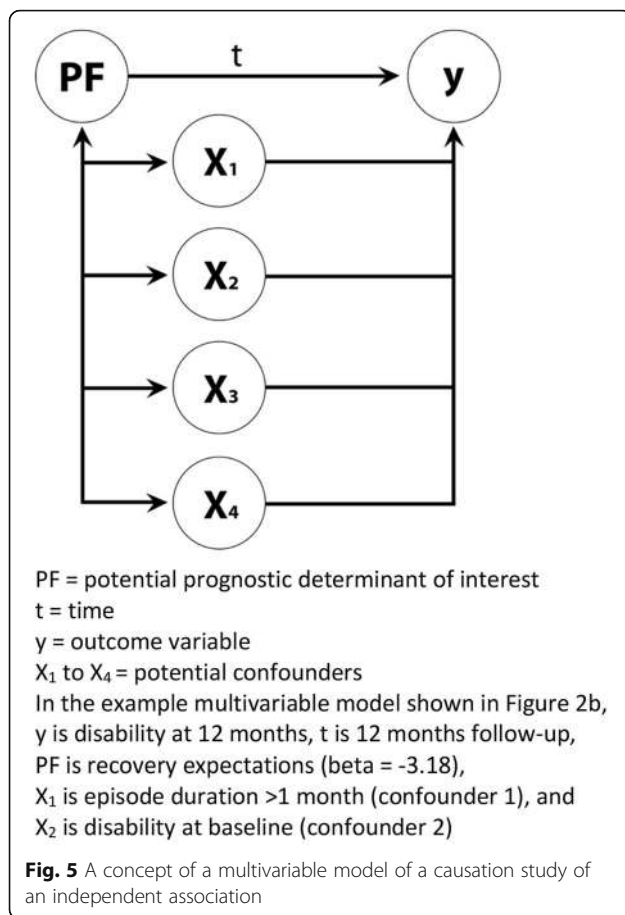 PF
t
y
X₁
X₂
X₃
X₄
PF = potential prognostic determinant of interest
t = time
y = outcome variable
X₁ to X₄ = potential confounders
In the example multivariable model shown in Figure 2b,
y is disability at 12 months, t is 12 months follow-up,
PF is recovery expectations (beta = -3.18),
X₁ is episode duration >1 month (confounder 1), and
X₂ is disability at baseline (confounder 2)
Fig. 5 A concept of a multivariable model of a causation study of
an independent association